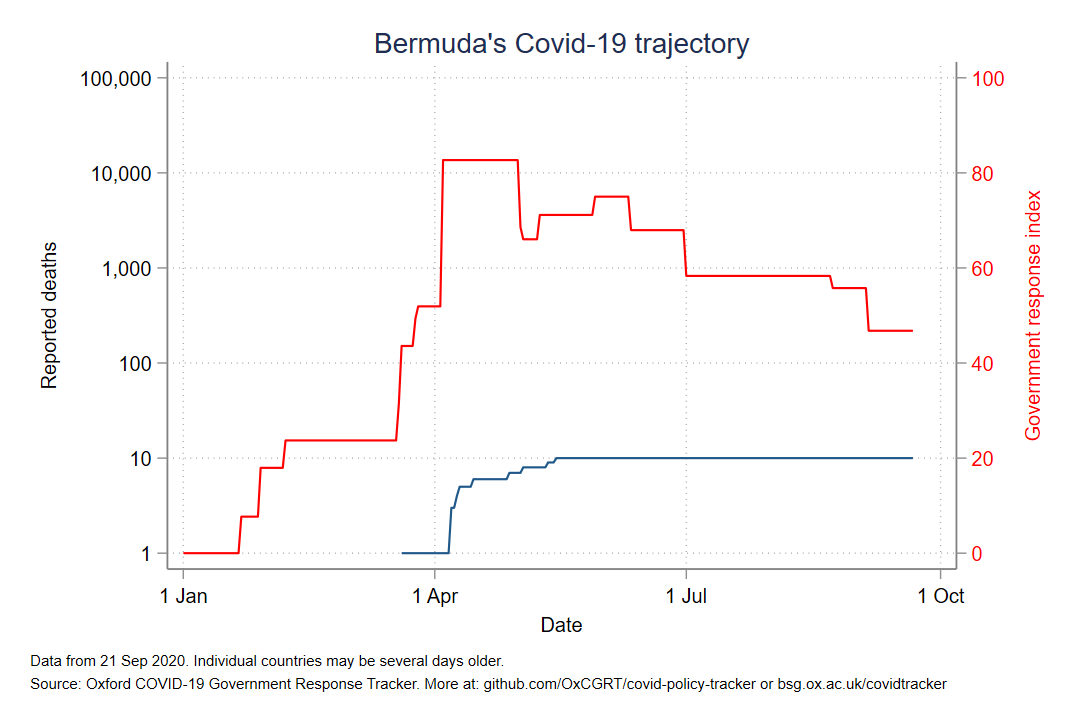 Bermuda's Covid-19 trajectory
100,000
10,000
1,000
100
10
1
Reported deaths
100
80
60
40
20
0
Government response index
1 Jan
1 Apr
1 Jul
1 Oct
Date
Data from 21 Sep 2020. Individual countries may be several days older.
Source: Oxford COVID-19 Government Response Tracker. More at: github.com/OxCGRT/covid-policy-tracker or bsg.ox.ac.uk/covidtracker